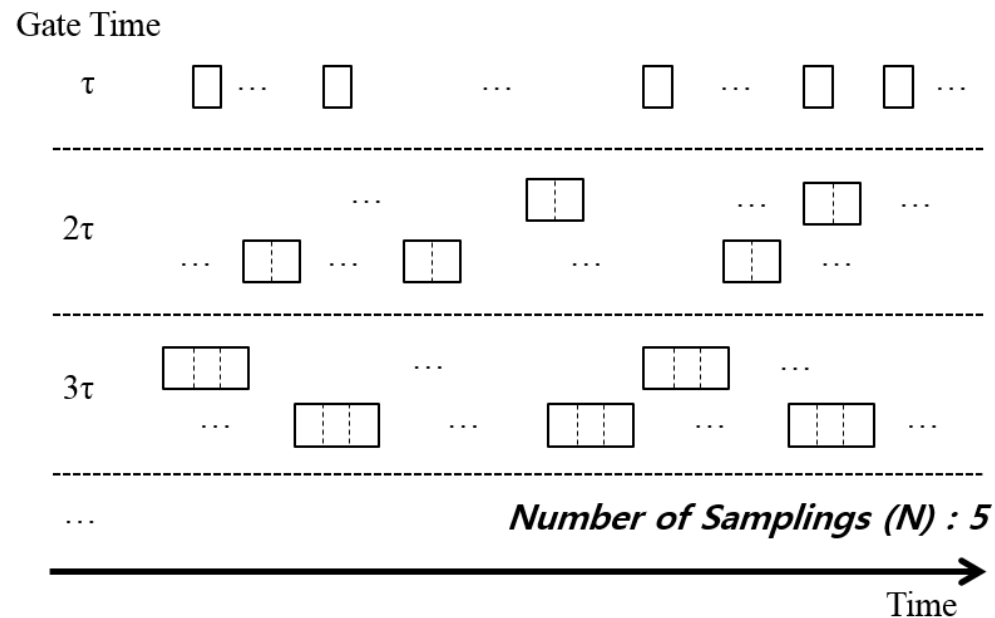 Gate Time
τ ... ... ... ...
... ... ...
2τ
... ... ... ...
... ...
3τ
... ... ... ...
... Number of Samplings (N) : 5
Time